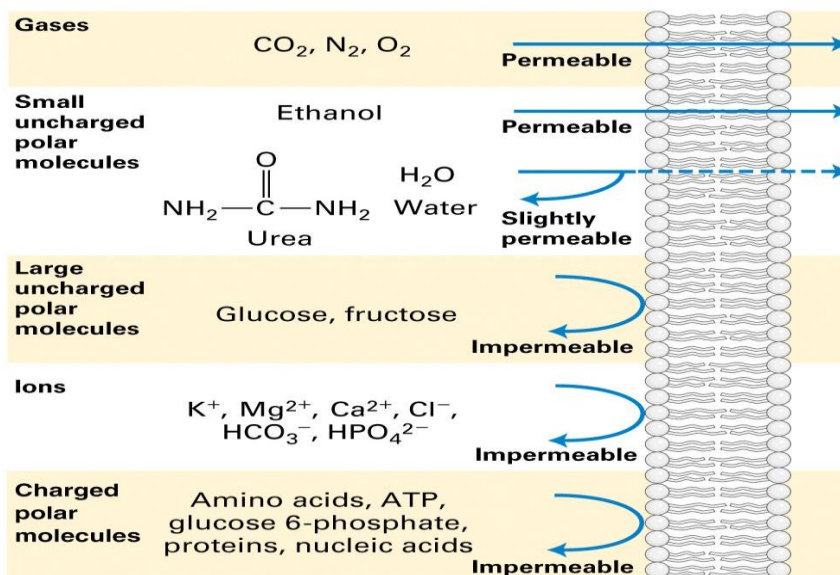 Gases
CO₂, N₂, O₂
Permeable
Small
uncharged
polar
molecules
Ethanol
Permeable
O
NH₂—C—NH₂
Urea
H₂O
Water
Slightly
permeable
Large
uncharged
polar
molecules
Glucose, fructose
Impermeable
Ions
K⁺, Mg²⁺, Ca²⁺, Cl⁻,
HCO₃⁻, HPO₄²⁻
Impermeable
Charged
polar
molecules
Amino acids, ATP,
glucose 6-phosphate,
proteins, nucleic acids
Impermeable